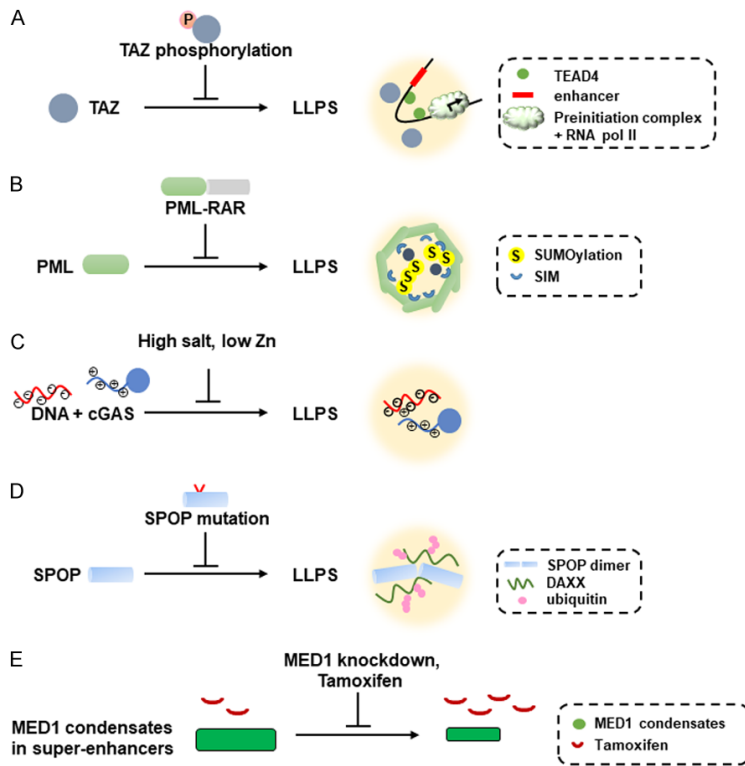 A
P
TAZ phosphorylation
TAZ
LLPS
TEAD4
enhancer
Preinitiation complex
+ RNA pol II
B
PML-RAR
PML
LLPS
S
S
S
S
S
S
SUMOylation
SIM
C
High salt, low Zn
DNA + cGAS
LLPS
D
SPOP mutation
SPOP
LLPS
SPOP dimer
DAXX
ubiquitin
E
MED1 knockdown,
Tamoxifen
MED1 condensates
in super-enhancers
MED1 condensates
Tamoxifen